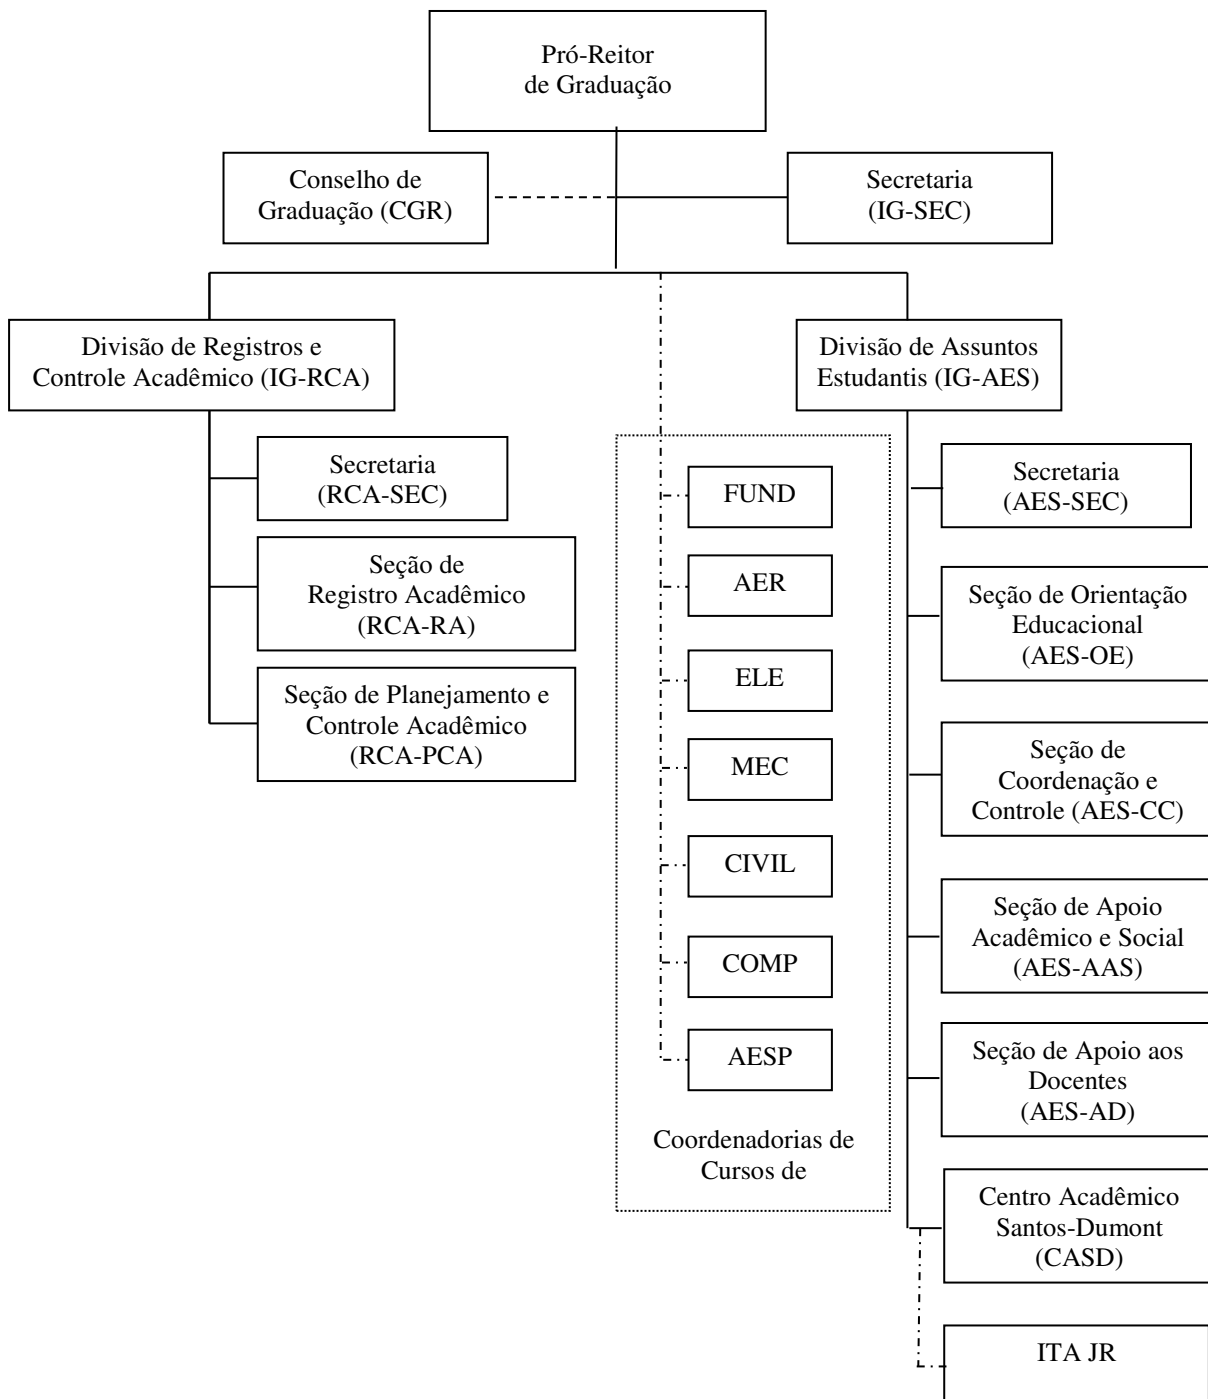 Pró-Reitor
de Graduação
Conselho de
Graduação (CGR)
Secretaria
(IG-SEC)
Divisão de Registros e
Controle Acadêmico (IG-RCA)
Divisão de Assuntos
Estudantis (IG-AES)
Secretaria
(RCA-SEC)
Seção de
Registro Acadêmico
(RCA-RA)
Seção de Planejamento e
Controle Acadêmico
(RCA-PCA)
FUND
AER
ELE
MEC
CIVIL
COMP
AESP
Coordenadorias de
Cursos de
Secretaria
(AES-SEC)
Seção de Orientação
Educacional
(AES-OE)
Seção de
Coordenação e
Controle (AES-CC)
Seção de Apoio
Acadêmico e Social
(AES-AAS)
Seção de Apoio aos
Docentes
(AES-AD)
Centro Acadêmico
Santos-Dumont
(CASD)
ITA JR